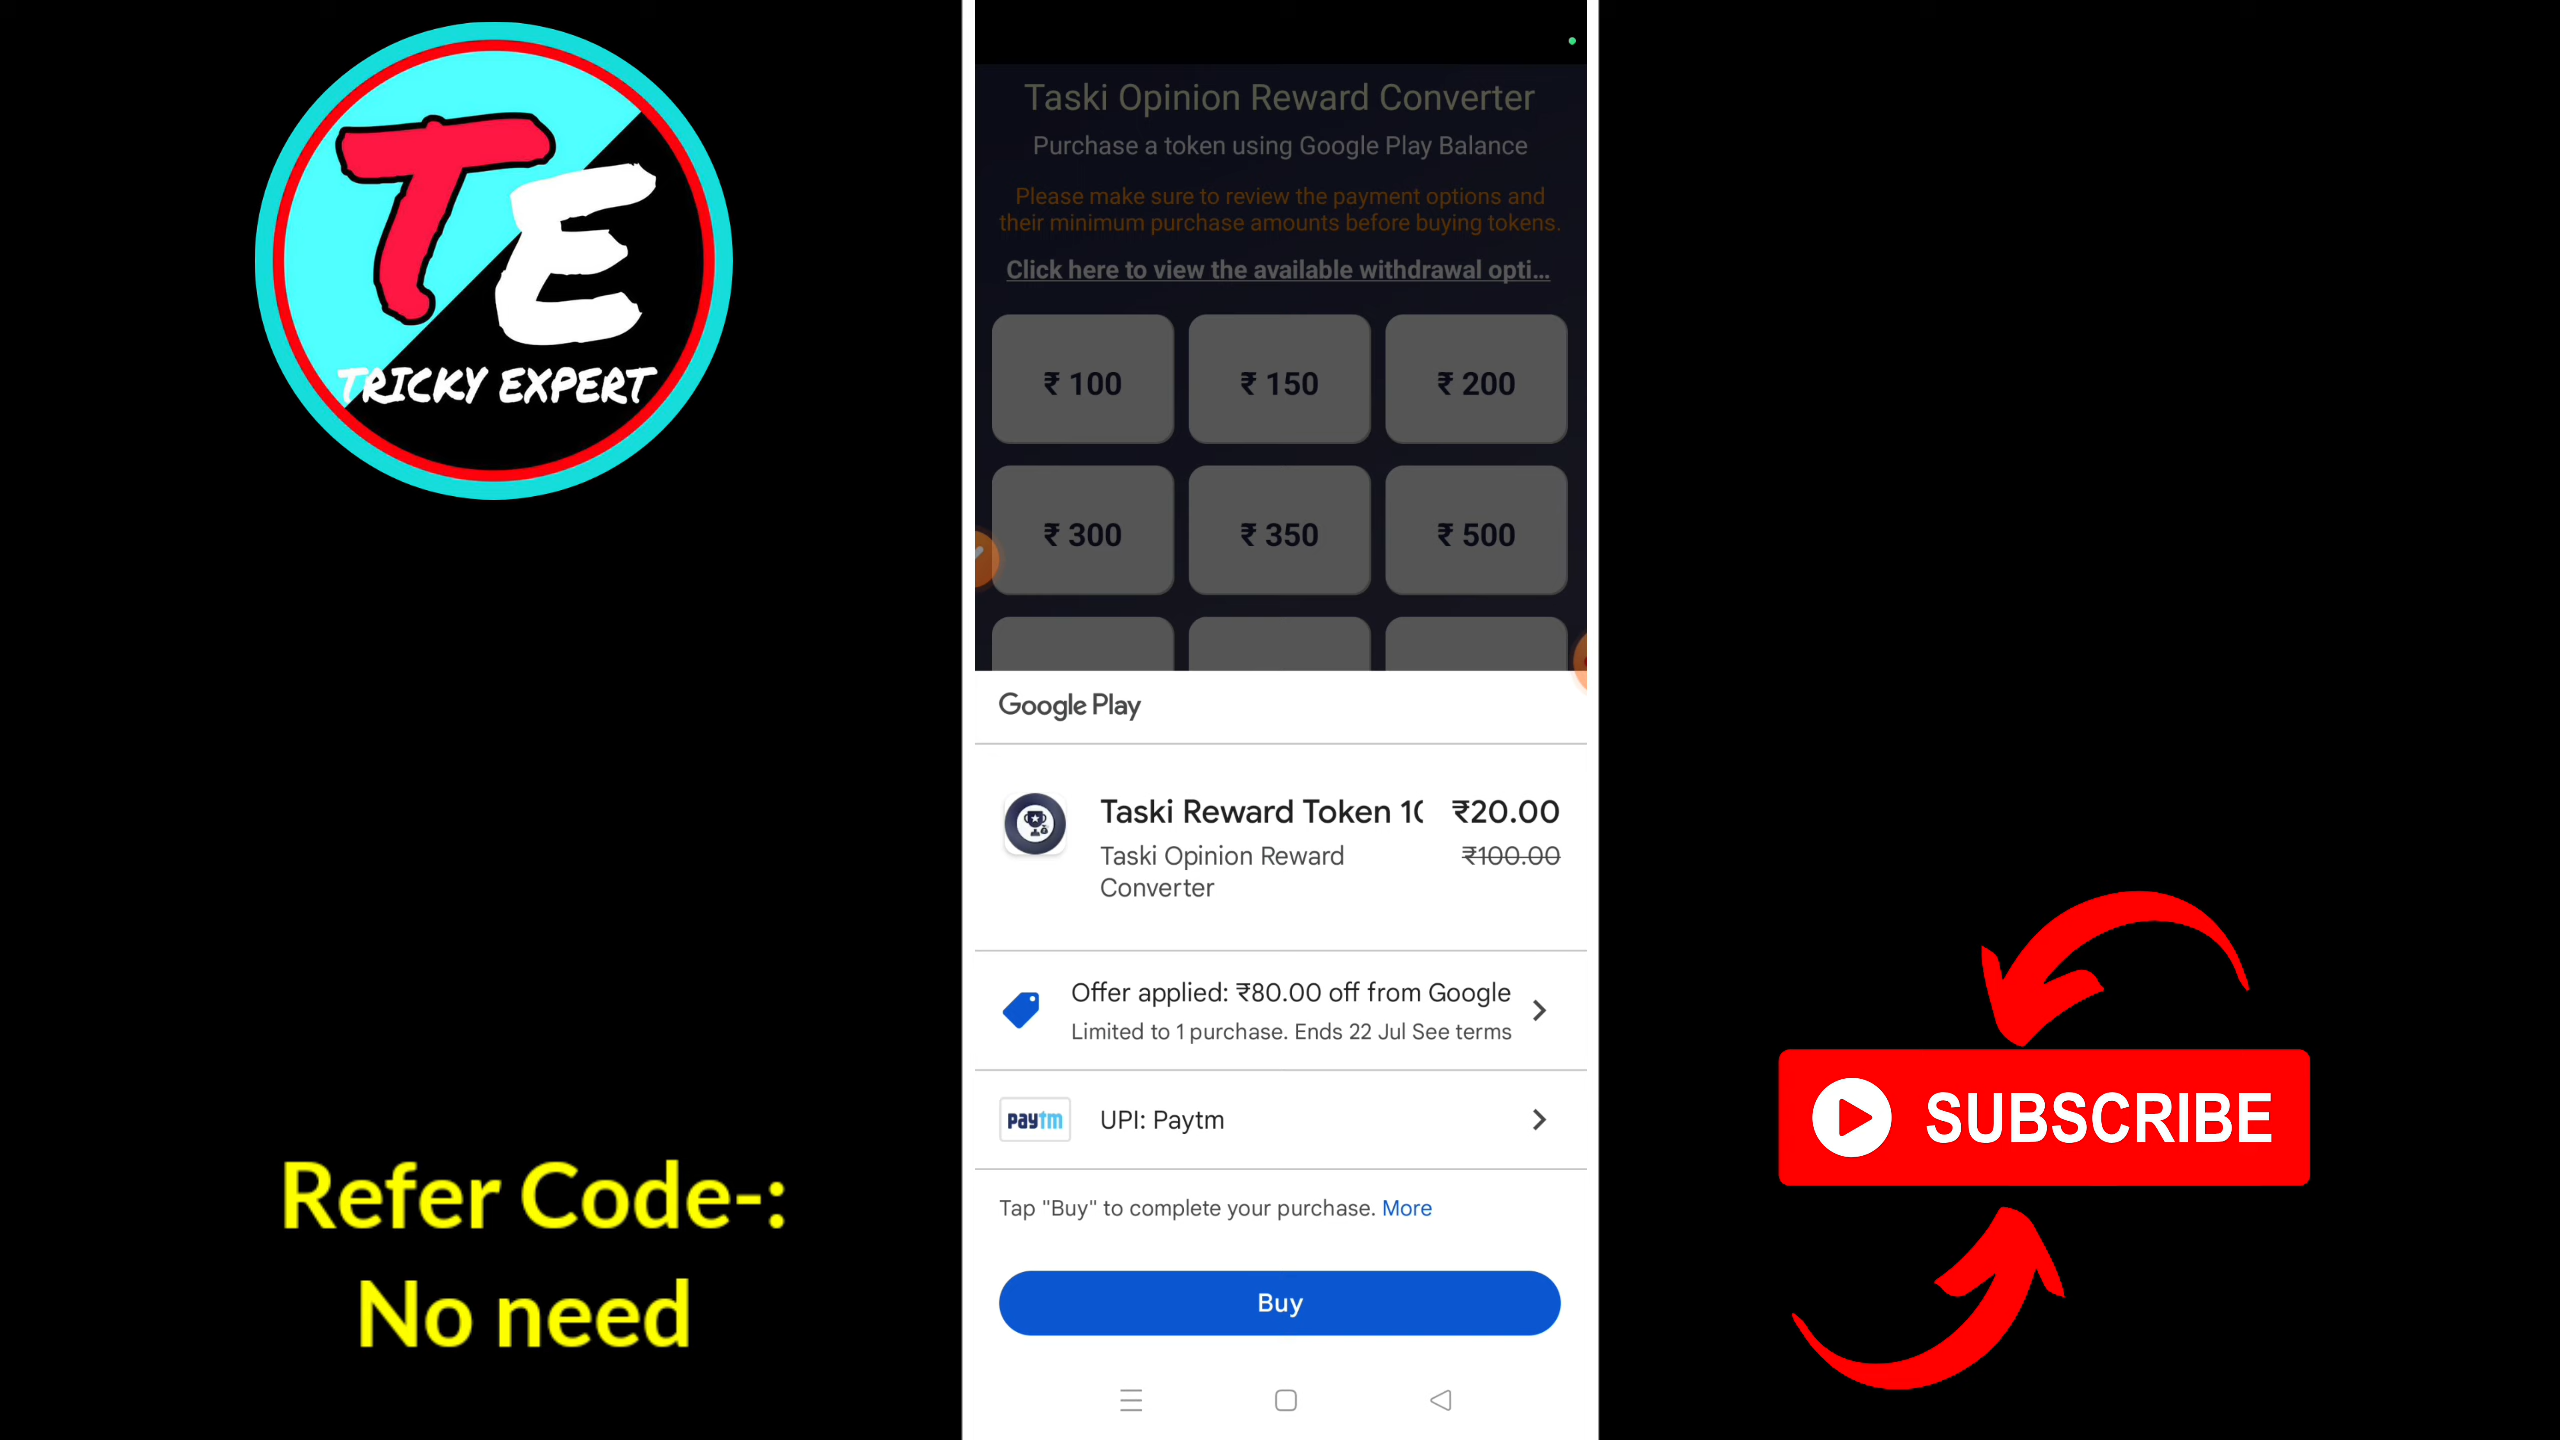 TE
TRICKY EXPERT
Taski Opinion Reward Converter
Purchase a token using Google Play Balance
Please make sure to review the payment options and
their minimum purchase amounts before buying tokens.
Click here to view the available withdrawal opti...
₹ 100 ₹ 150 ₹ 200
₹ 300 ₹ 350 ₹ 500
Google Play
Taski Reward Token 10 ₹20.00
Taski Opinion Reward ₹100.00
Converter
Offer applied: ₹80.00 off from Google
Limited to 1 purchase. Ends 22 Jul See terms
paytm UPI: Paytm
Tap "Buy" to complete your purchase. More
Buy
Refer Code-:
No need
SUBSCRIBE